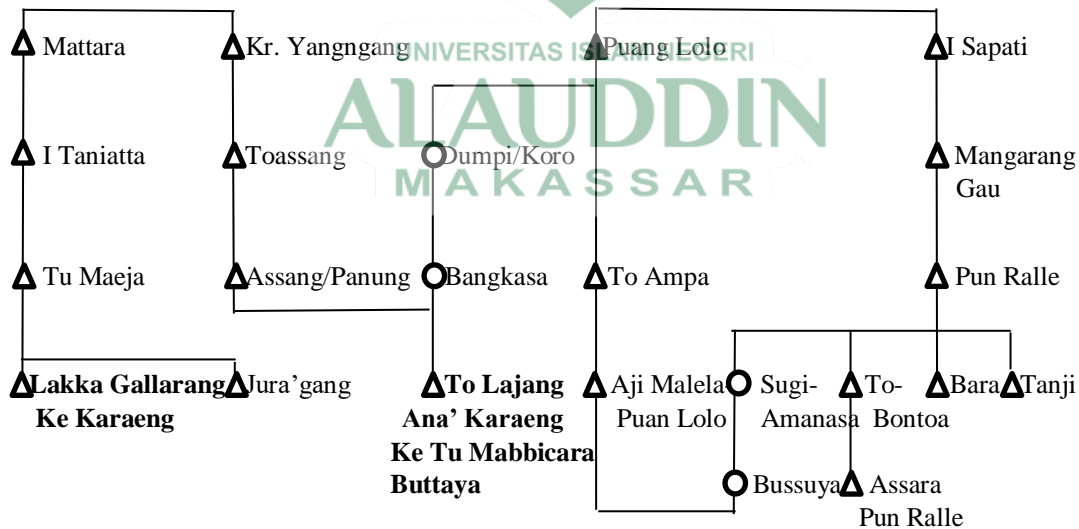 Mattara
Kr. Yangngang
Puang Lolo
I Sapati
UNIVERSITAS ISLAM NEGERI
ALAUDDIN
MAKASSAR
I Taniatta
Toassang
Dumpi/Koro
Mangarang
Gau
Tu Maeja
Assang/Panung
Bangkasa
To Ampa
Pun Ralle
Lakka Gallarang
Ke Karaeng
Jura’gang
To Lajang
Ana’ Karaeng
Ke Tu Mabbicara
Buttaya
Aji Malela-
Puan Lolo
Sugi-
Amanasa
To-
Bontoa
Bara
Tanji
Bussuya
Assara
Pun Ralle